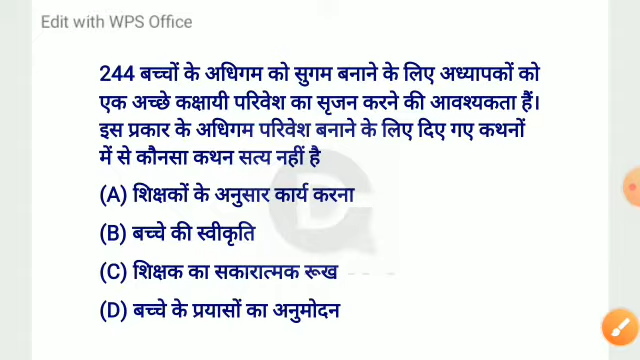 Edit with WPS Office
244 बच्चों के अधिगम को सुगम बनाने के लिए अध्यापकों को
एक अच्छे कक्षायी परिवेश का सृजन करने की आवश्यकता हैं।
इस प्रकार के अधिगम परिवेश बनाने के लिए दिए गए कथनों
में से कौनसा कथन सत्य नहीं है
(A) शिक्षकों के अनुसार कार्य करना
(B) बच्चे की स्वीकृति
(C) शिक्षक का सकारात्मक रूख
(D) बच्चे के प्रयासों का अनुमोदन